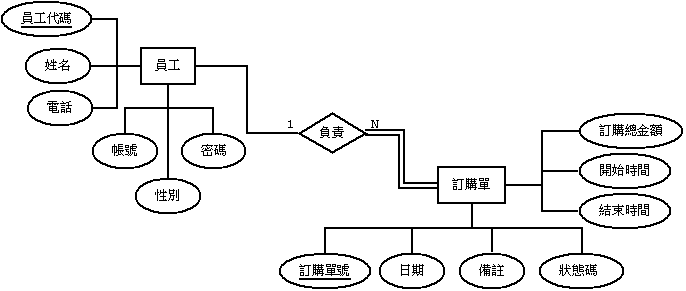 員工代碼
姓名
員工
電話
帳號
密碼
性別
1
負責
N
訂購單
訂購總金額
開始時間
結束時間
訂購單號
日期
備註
狀態碼